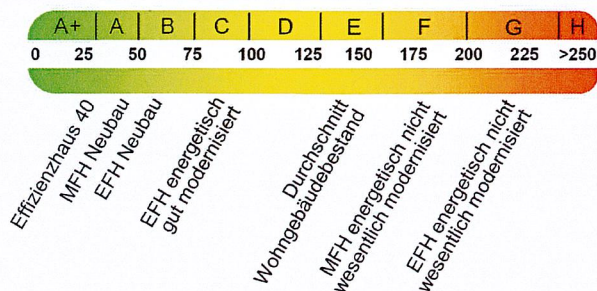 A+ A B C D E F G H
0 25 50 75 100 125 150 175 200 225 >250
Effizienzhaus 40
MFH Neubau
EFH Neubau
EFH energetisch
gut modernisiert
Durchschnitt
Wohngebäudebestand
MFH energetisch nicht
wesentlich modernisiert
EFH energetisch nicht
wesentlich modernisiert